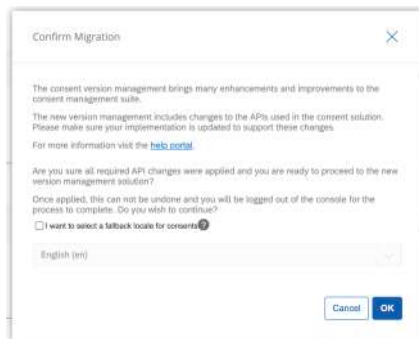 Confirm Migration
The consent version management brings many enhancements and improvements to the
consent management suite.
The new version management includes changes to the APIs used in the consent solution.
Please make sure your implementation is updated to support these changes
For more information visit the help portal.
Are you sure all required API changes were applied and you are ready to proceed to the new
version management solution?
Once applied, this can not be undone and you will be logged out of the console for the
process to complete. Do you wish to continue?
I want to select a fallback locale for consents ?
English (en)
Cancel OK